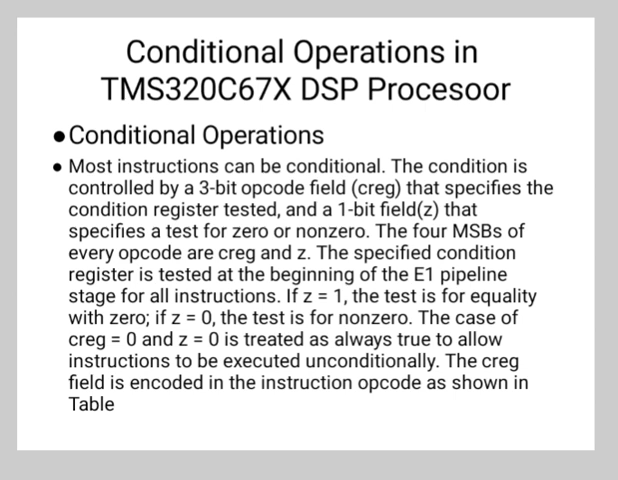 Conditional Operations in
TMS320C67X DSP Procesoor
●Conditional Operations
● Most instructions can be conditional. The condition is
controlled by a 3-bit opcode field (creg) that specifies the
condition register tested, and a 1-bit field(z) that
specifies a test for zero or nonzero. The four MSBs of
every opcode are creg and z. The specified condition
register is tested at the beginning of the E1 pipeline
stage for all instructions. If z = 1, the test is for equality
with zero; if z = 0, the test is for nonzero. The case of
creg = 0 and z = 0 is treated as always true to allow
instructions to be executed unconditionally. The creg
field is encoded in the instruction opcode as shown in
Table